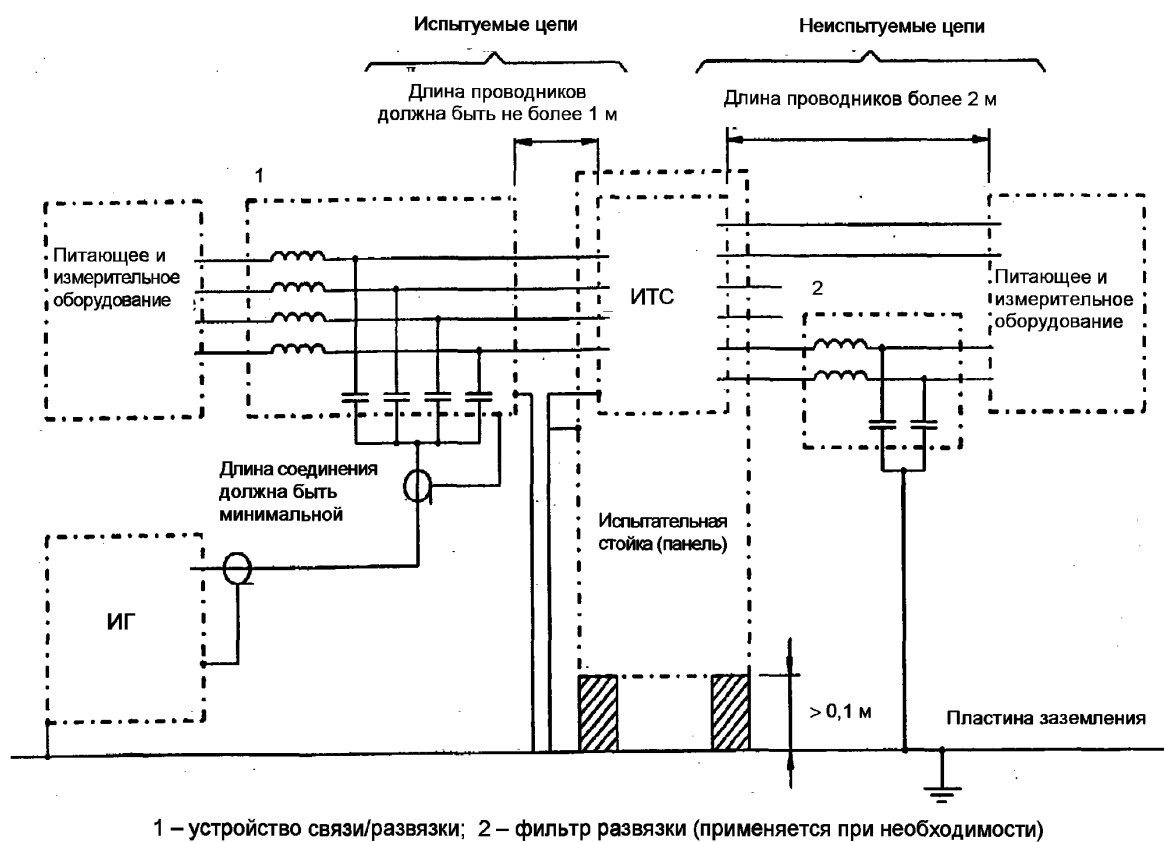 Испытуемые цепи
Неиспытуемые цепи
Длина проводников
должна быть не более 1 м
Длина проводников более 2 м
1
Питающее и
измерительное
оборудование
ИТС
2
Питающее и
измерительное
оборудование
Длина соединения
должна быть
минимальной
Испытательная
стойка (панель)
ИГ
> 0,1 м
Пластина заземления
1 – устройство связи/развязки; 2 – фильтр развязки (применяется при необходимости)